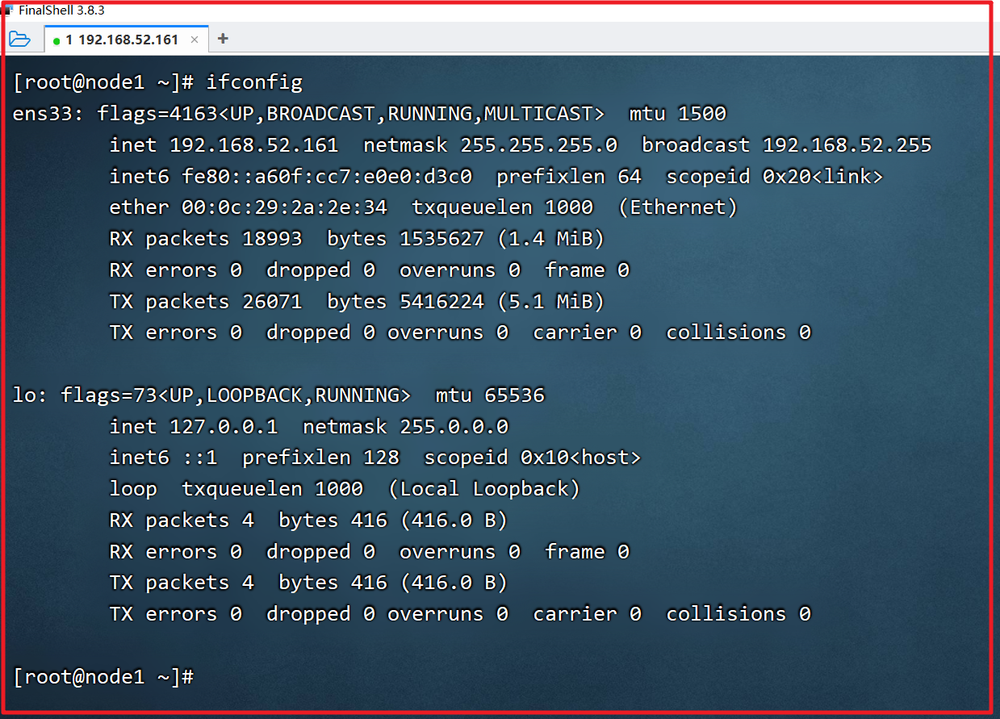 FinalShell 3.8.3
1 192.168.52.161 × +
[root@node1 ~]# ifconfig
ens33: flags=4163<UP,BROADCAST,RUNNING,MULTICAST>  mtu 1500
        inet 192.168.52.161  netmask 255.255.255.0  broadcast 192.168.52.255
        inet6 fe80::a60f:cc7:e0e0:d3c0  prefixlen 64  scopeid 0x20<link>
        ether 00:0c:29:2a:2e:34  txqueuelen 1000  (Ethernet)
        RX packets 18993  bytes 1535627 (1.4 MiB)
        RX errors 0  dropped 0  overruns 0  frame 0
        TX packets 26071  bytes 5416224 (5.1 MiB)
        TX errors 0  dropped 0 overruns 0  carrier 0  collisions 0
lo: flags=73<UP,LOOPBACK,RUNNING>  mtu 65536
        inet 127.0.0.1  netmask 255.0.0.0
        inet6 ::1  prefixlen 128  scopeid 0x10<host>
        loop  txqueuelen 1000  (Local Loopback)
        RX packets 4  bytes 416 (416.0 B)
        RX errors 0  dropped 0  overruns 0  frame 0
        TX packets 4  bytes 416 (416.0 B)
        TX errors 0  dropped 0 overruns 0  carrier 0  collisions 0
[root@node1 ~]#